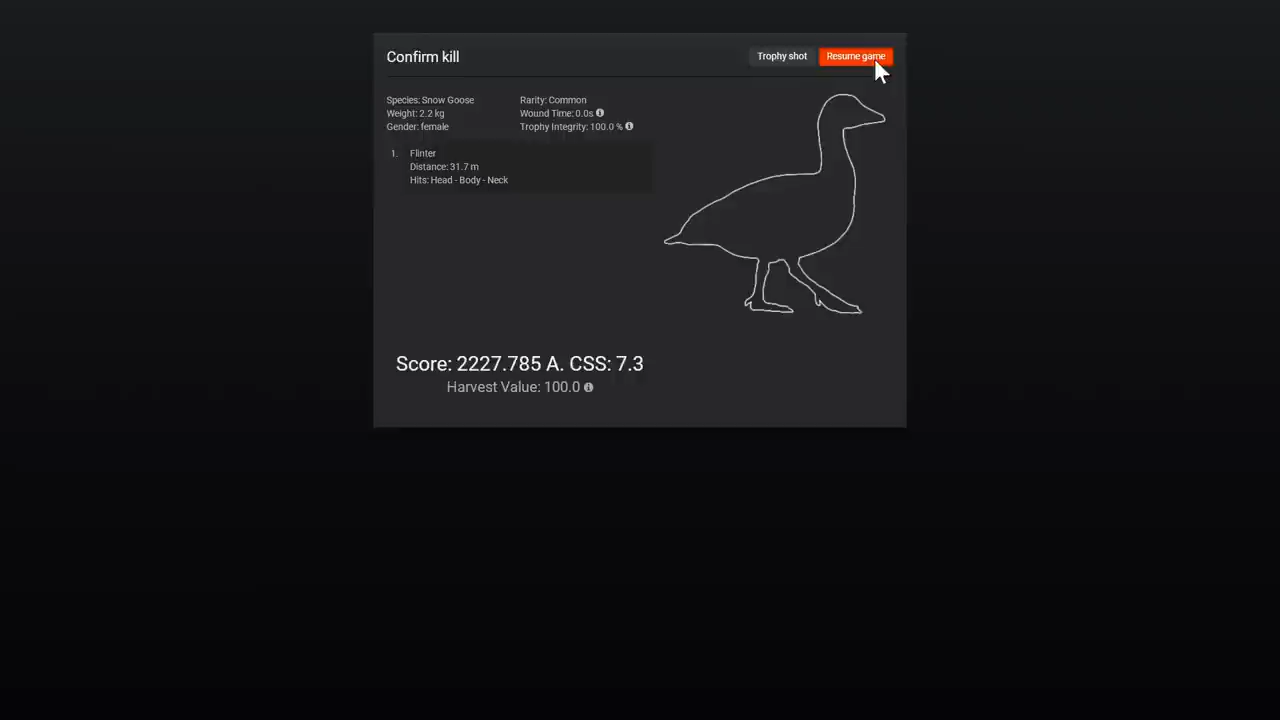 Confirm kill
Trophy shot
Resume game
Species: Snow Goose
Weight: 2.2 kg
Gender: female
Rarity: Common
Wound Time: 0.0s
Trophy Integrity: 100.0 %
1. Flinter
Distance: 31.7 m
Hits: Head - Body - Neck
Score: 2227.785 A. CSS: 7.3
Harvest Value: 100.0